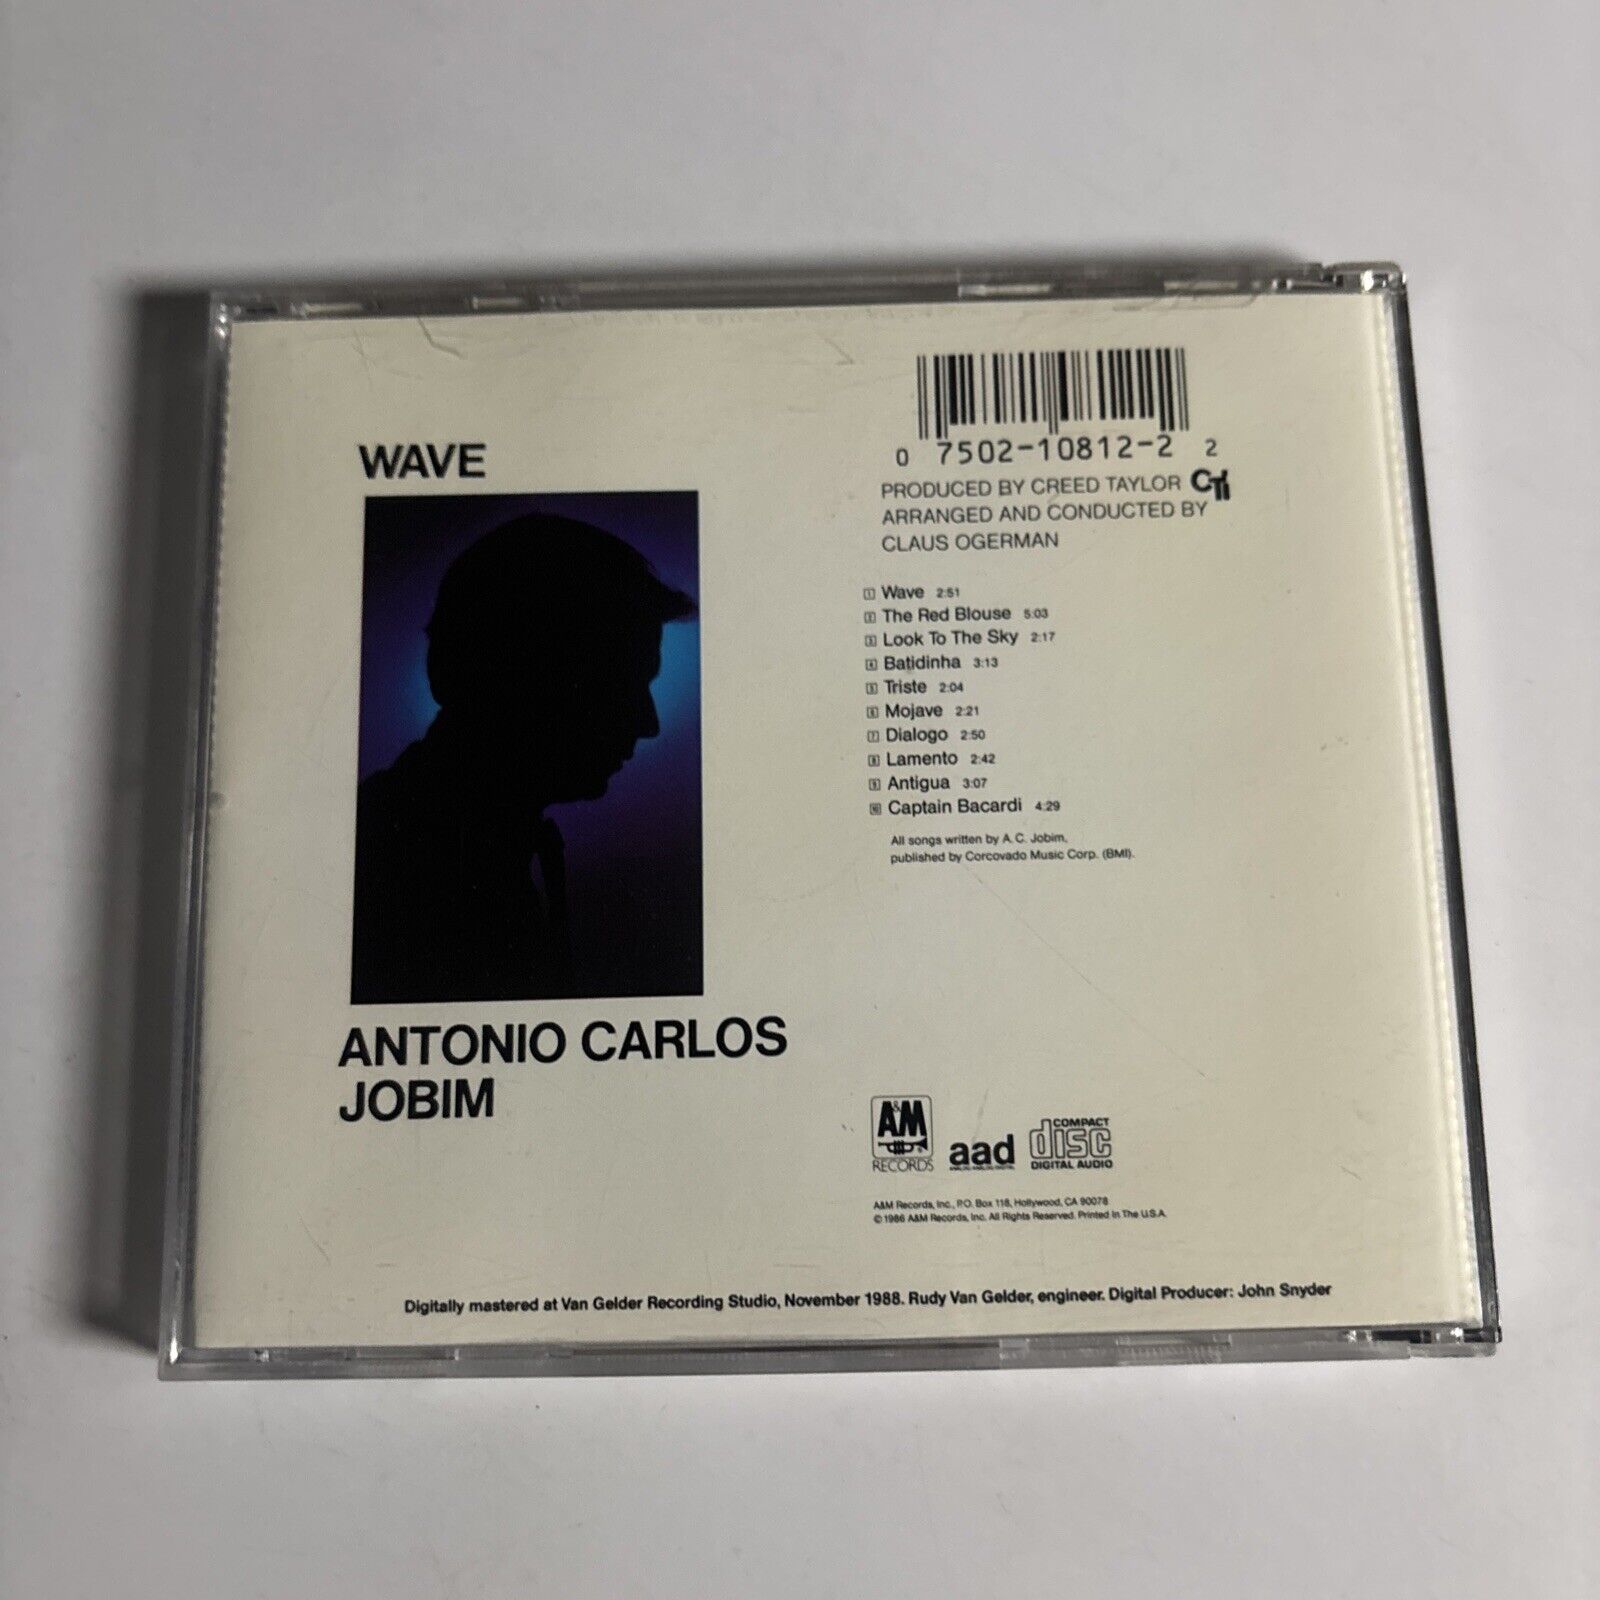 WAVE
ANTONIO CARLOS
JOBIM
0 7502-10812-2 2
PRODUCED BY CREED TAYLOR CTi
ARRANGED AND CONDUCTED BY
CLAUS OGERMAN
1 Wave 2:51
2 The Red Blouse 5:03
3 Look To The Sky 2:17
4 Batidinha 3:13
5 Triste 2:04
6 Mojave 2:21
7 Dialogo 2:50
8 Lamento 2:42
9 Antigua 3:07
10 Captain Bacardi 4:29
All songs written by A. C. Jobim,
published by Corcovado Music Corp. (BMI).
A&M
RECORDS
aad
ANALOG ANALOG DIGITAL
COMPACT
disc
DIGITAL AUDIO
A&M Records, Inc., P.O. Box 118, Hollywood, CA 90078
© 1986 A&M Records, Inc. All Rights Reserved. Printed in The U.S.A.
Digitally mastered at Van Gelder Recording Studio, November 1988. Rudy Van Gelder, engineer. Digital Producer: John Snyder